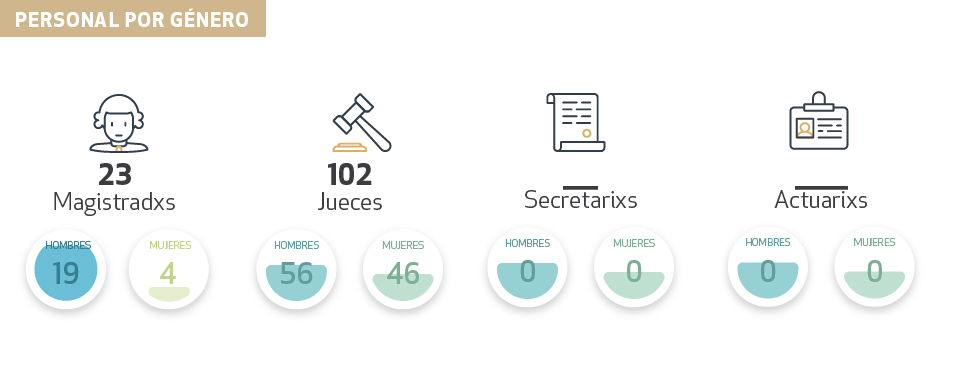 PERSONAL POR GÉNERO
23
Magistradxs
HOMBRES
19
MUJERES
4
102
Jueces
HOMBRES
56
MUJERES
46
Secretarixs
HOMBRES
0
MUJERES
0
Actuarixs
HOMBRES
0
MUJERES
0